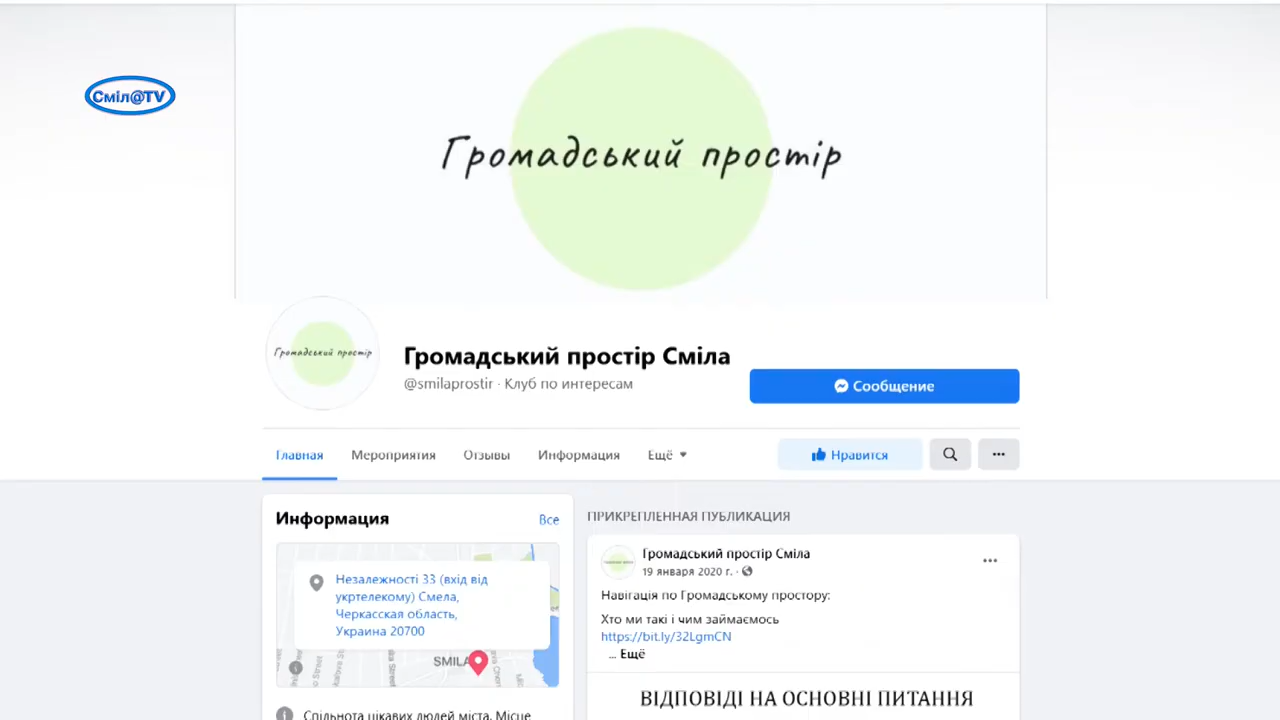 Сміл@TV
Громадський простір
Громадський простір
Громадський простір Сміла
@smilaprostir · Клуб по интересам
Сообщение
Главная
Мероприятия
Отзывы
Информация
Ещё
Нравится
Информация
Все
Незалежності 33 (вхід від
укртелекому) Смела,
Черкасская область,
Украина 20700
SMILA
Спільнота цікавих людей міста. Місце
ПРИКРЕПЛЕННАЯ ПУБЛИКАЦИЯ
Громадський простір Сміла
19 января 2020 г. ·
Навігація по Громадському простору:
Хто ми такі і чим займаємось
https://bit.ly/32LgmCN
... Ещё
ВІДПОВІДІ НА ОСНОВНІ ПИТАННЯ